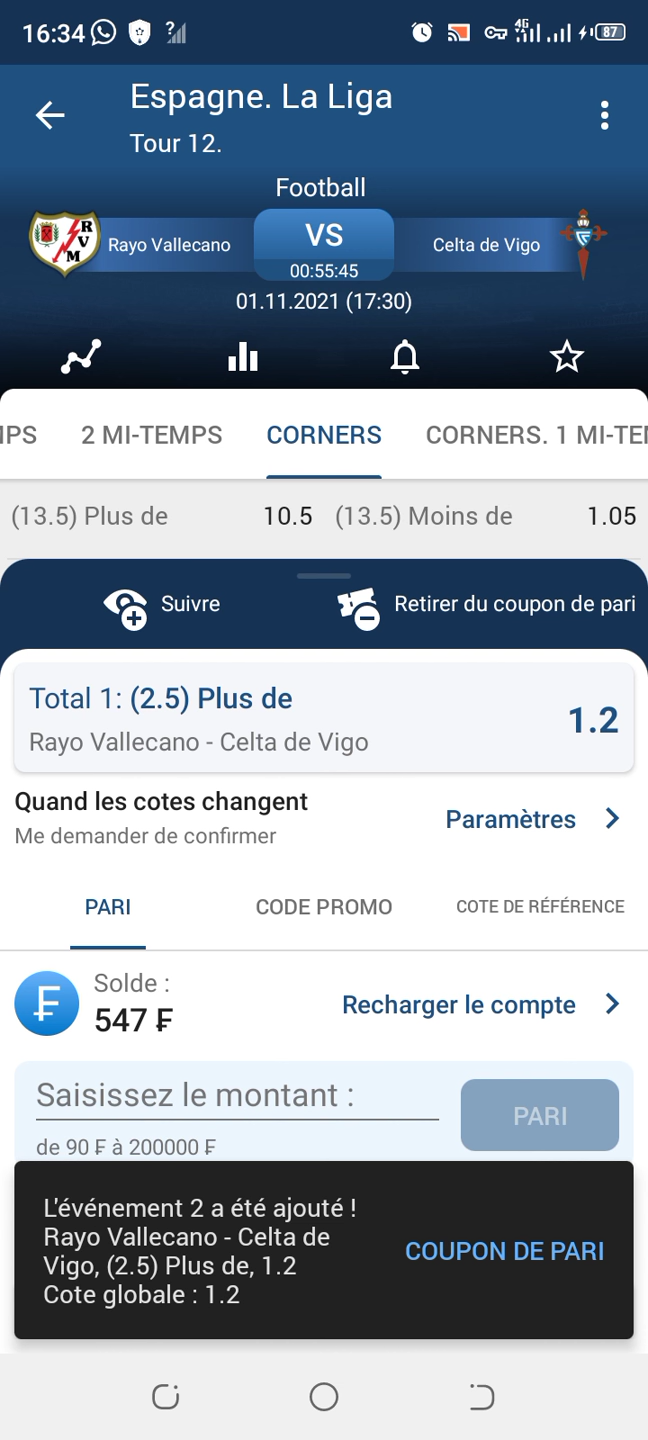 16:34 ? 4G 87
Espagne. La Liga
Tour 12.
Football
RVM Rayo Vallecano VS Celta de Vigo
00:55:45
01.11.2021 (17:30)
MPS 2 MI-TEMPS CORNERS CORNERS. 1 MI-TE
(13.5) Plus de 10.5 (13.5) Moins de 1.05
Suivre Retirer du coupon de pari
Total 1: (2.5) Plus de
1.2
Rayo Vallecano - Celta de Vigo
Quand les cotes changent
Paramètres
Me demander de confirmer
PARI CODE PROMO COTE DE RÉFÉRENCE
Solde :
547 ₣
Recharger le compte
Saisissez le montant :
PARI
de 90 ₣ à 200000 ₣
L'événement 2 a été ajouté !
Rayo Vallecano - Celta de
Vigo, (2.5) Plus de, 1.2
Cote globale : 1.2
COUPON DE PARI